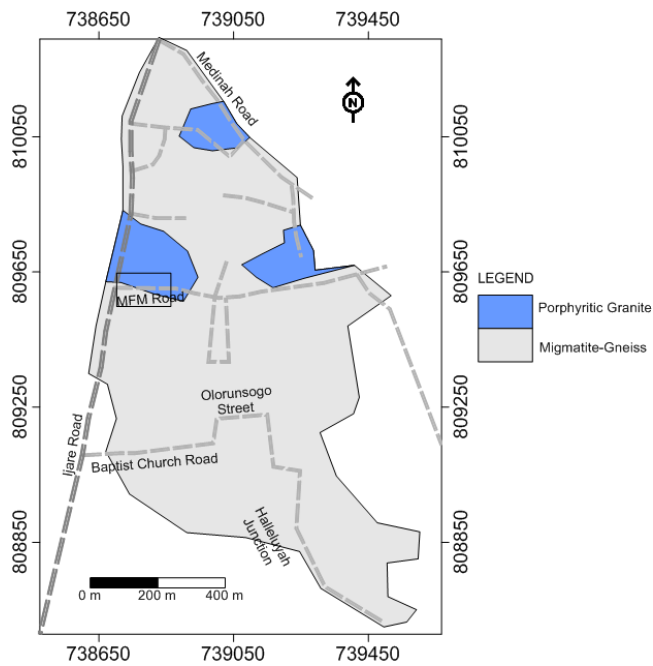 738650
739050
739450
Medinah Road
N
810050
810050
809650
809650
LEGEND
Porphyritic Granite
MFM Road
Migmatite-Gneiss
Olorunsogo
Street
809250
809250
Ijare Road
Baptist Church Road
Halleluyah
Junction
808850
808850
0 m
200 m
400 m
738650
739050
739450